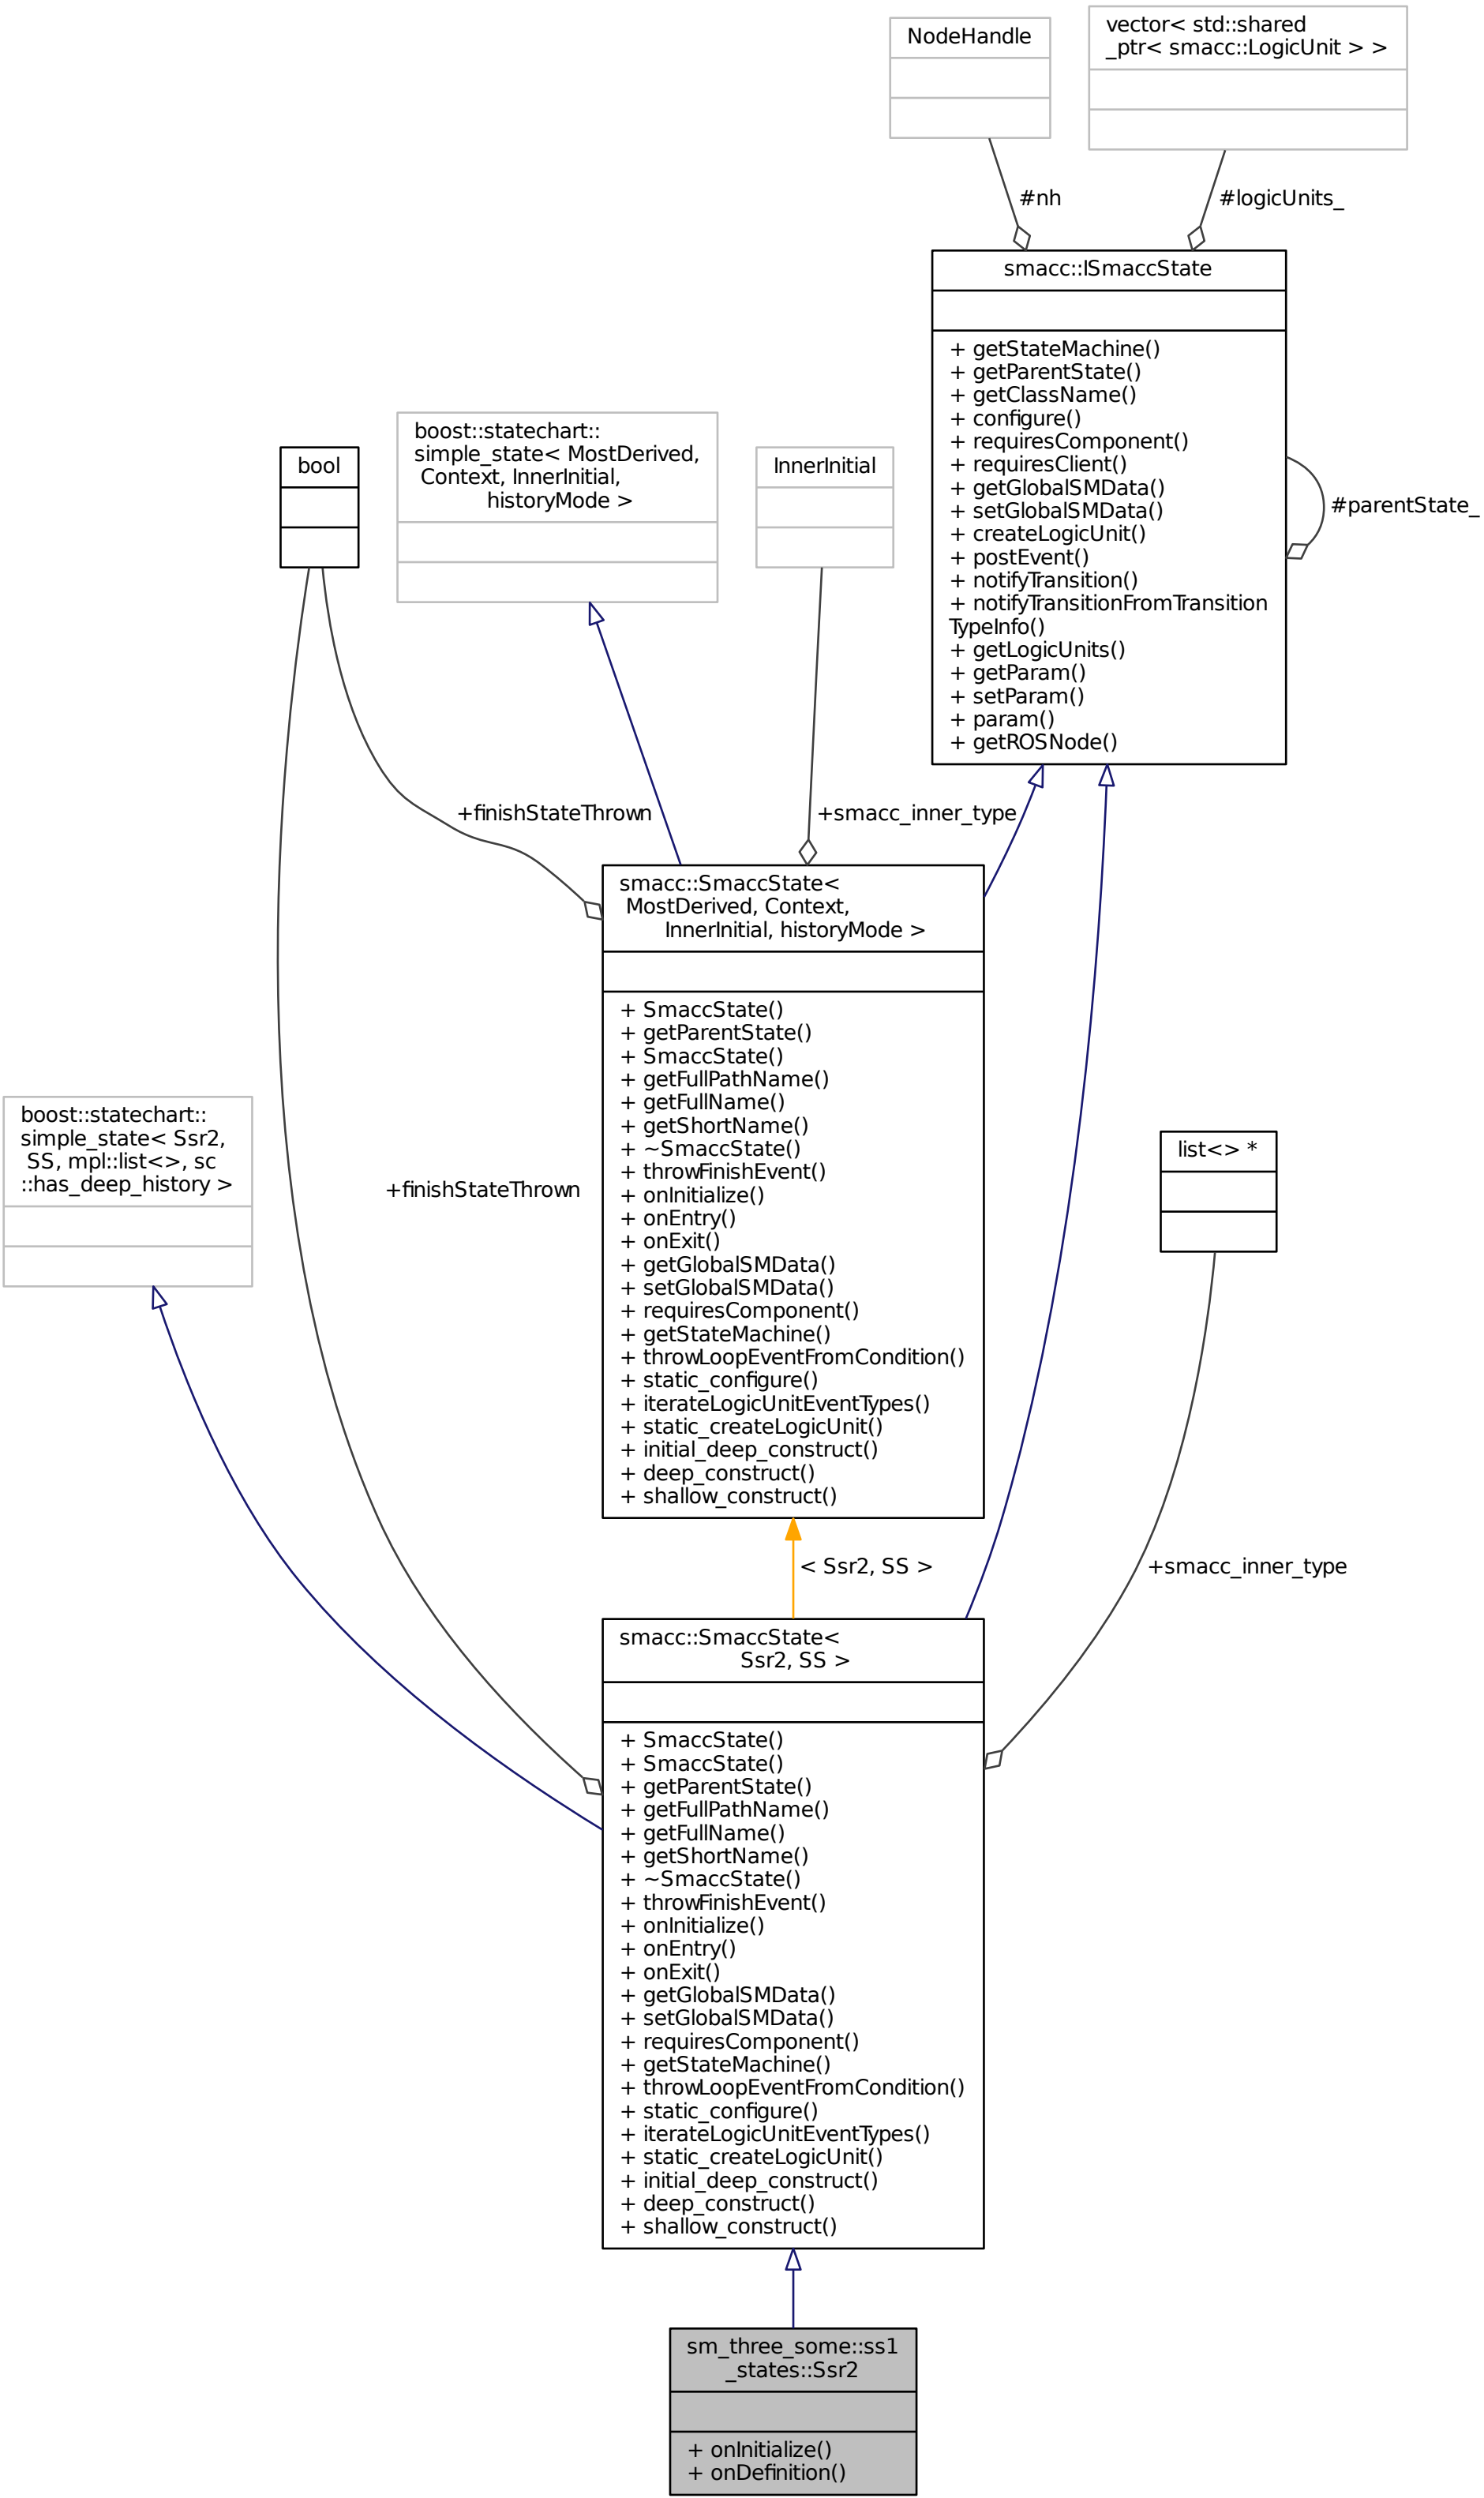 vector< std::shared
_ptr< smacc::LogicUnit > >
NodeHandle
#nh
#logicUnits_
smacc::ISmaccState
+ getStateMachine()
+ getParentState()
+ getClassName()
+ configure()
+ requiresComponent()
+ requiresClient()
+ getGlobalSMData()
+ setGlobalSMData()
+ createLogicUnit()
+ postEvent()
+ notifyTransition()
+ notifyTransitionFromTransition
TypeInfo()
+ getLogicUnits()
+ getParam()
+ setParam()
+ param()
+ getROSNode()
#parentState_
bool
boost::statechart::
simple_state< MostDerived,
Context, InnerInitial,
historyMode >
InnerInitial
+finishStateThrown
+smacc_inner_type
smacc::SmaccState<
MostDerived, Context,
InnerInitial, historyMode >
+ SmaccState()
+ getParentState()
+ SmaccState()
+ getFullPathName()
+ getFullName()
+ getShortName()
+ ~SmaccState()
+ throwFinishEvent()
+ onInitialize()
+ onEntry()
+ onExit()
+ getGlobalSMData()
+ setGlobalSMData()
+ requiresComponent()
+ getStateMachine()
+ throwLoopEventFromCondition()
+ static_configure()
+ iterateLogicUnitEventTypes()
+ static_createLogicUnit()
+ initial_deep_construct()
+ deep_construct()
+ shallow_construct()
boost::statechart::
simple_state< Ssr2,
SS, mpl::list<>, sc
::has_deep_history >
+finishStateThrown
list<> *
< Ssr2, SS >
+smacc_inner_type
smacc::SmaccState<
Ssr2, SS >
+ SmaccState()
+ SmaccState()
+ getParentState()
+ getFullPathName()
+ getFullName()
+ getShortName()
+ ~SmaccState()
+ throwFinishEvent()
+ onInitialize()
+ onEntry()
+ onExit()
+ getGlobalSMData()
+ setGlobalSMData()
+ requiresComponent()
+ getStateMachine()
+ throwLoopEventFromCondition()
+ static_configure()
+ iterateLogicUnitEventTypes()
+ static_createLogicUnit()
+ initial_deep_construct()
+ deep_construct()
+ shallow_construct()
sm_three_some::ss1
_states::Ssr2
+ onInitialize()
+ onDefinition()